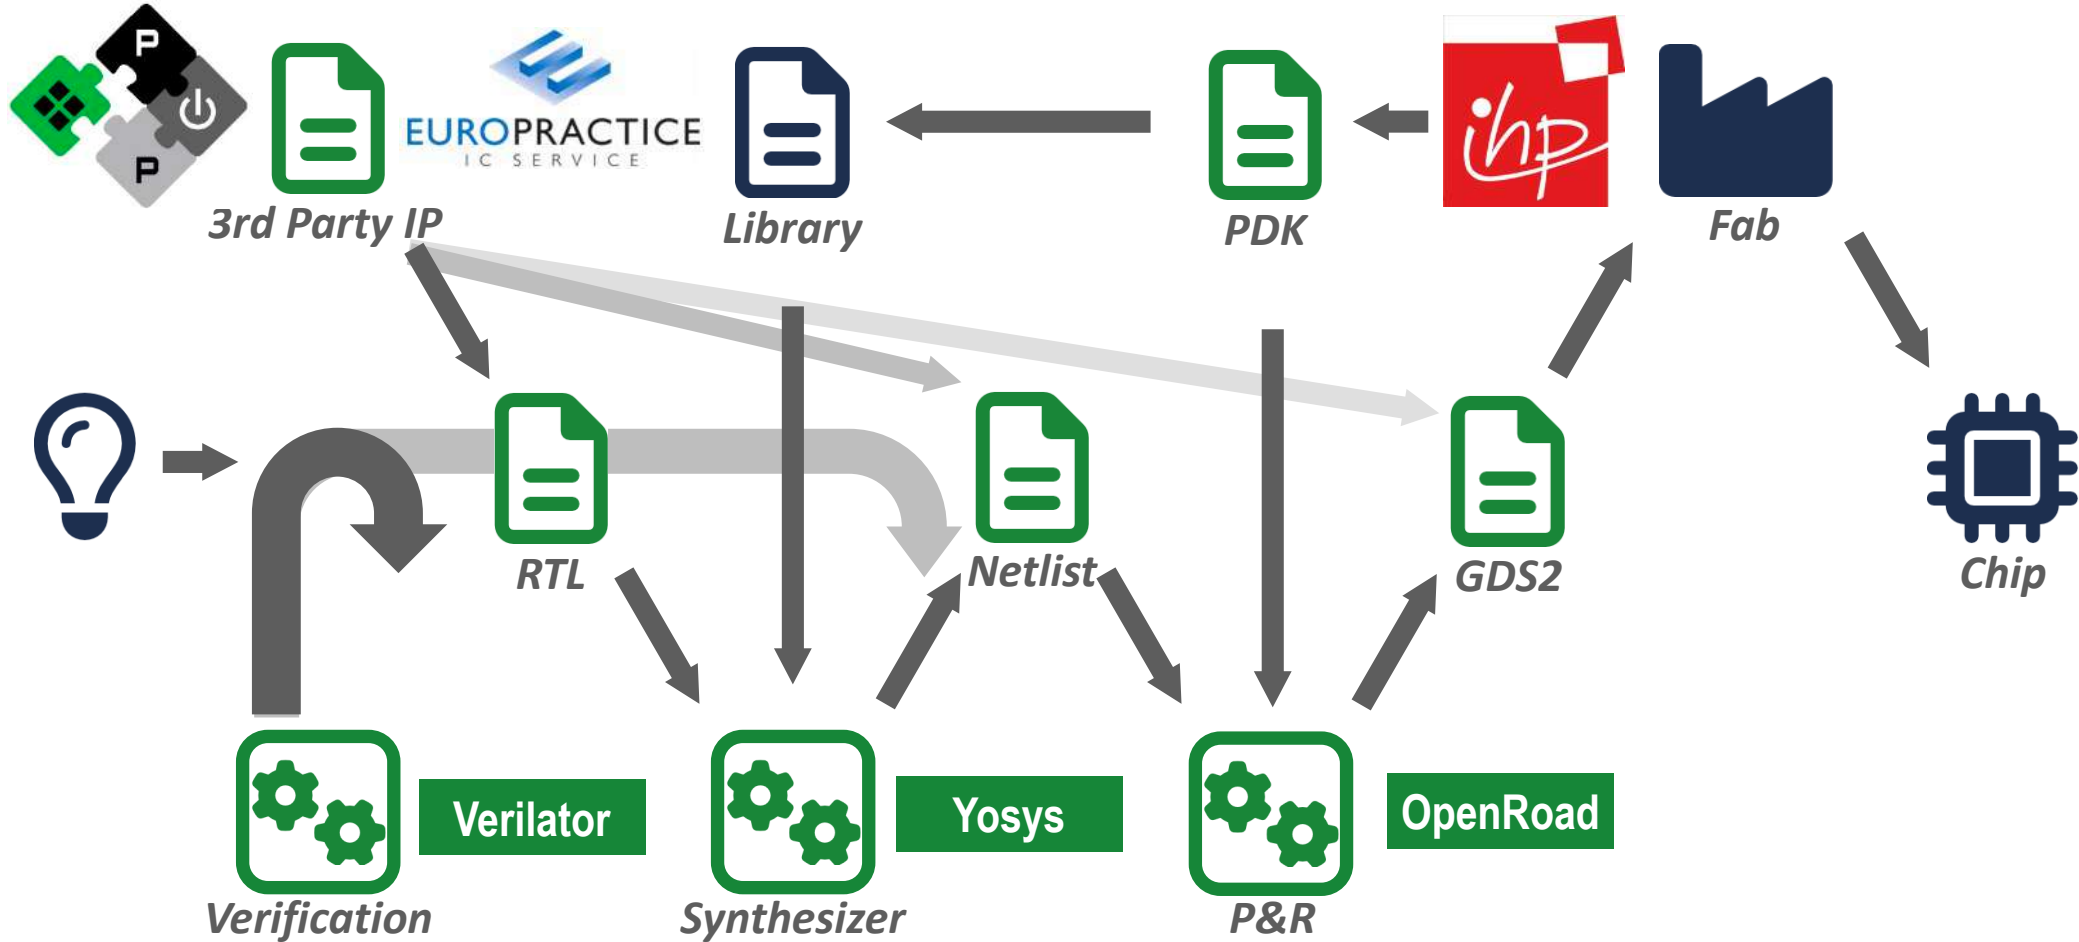 P
P
EUROPRACTICE
IC SERVICE
ihp
3rd Party IP
Library
PDK
Fab
RTL
Netlist
GDS2
Chip
Verilator
Yosys
OpenRoad
Verification
Synthesizer
P&R